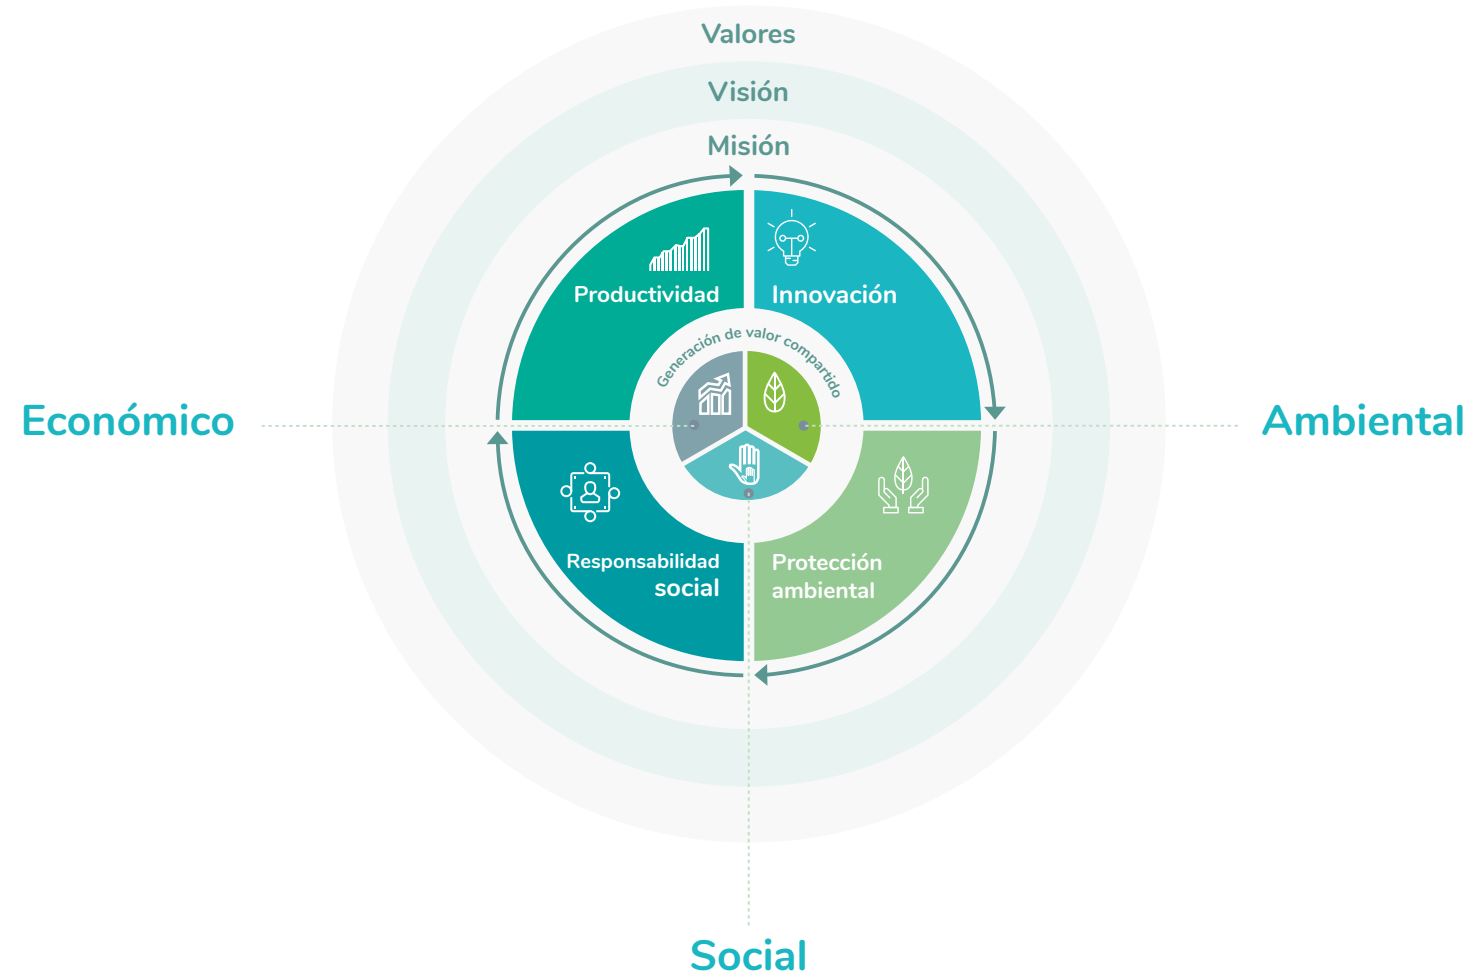 Valores
Visión
Misión
Productividad
Innovación
Generación de valor compartido
Económico
Ambiental
Responsabilidad
social
Protección
ambiental
Social